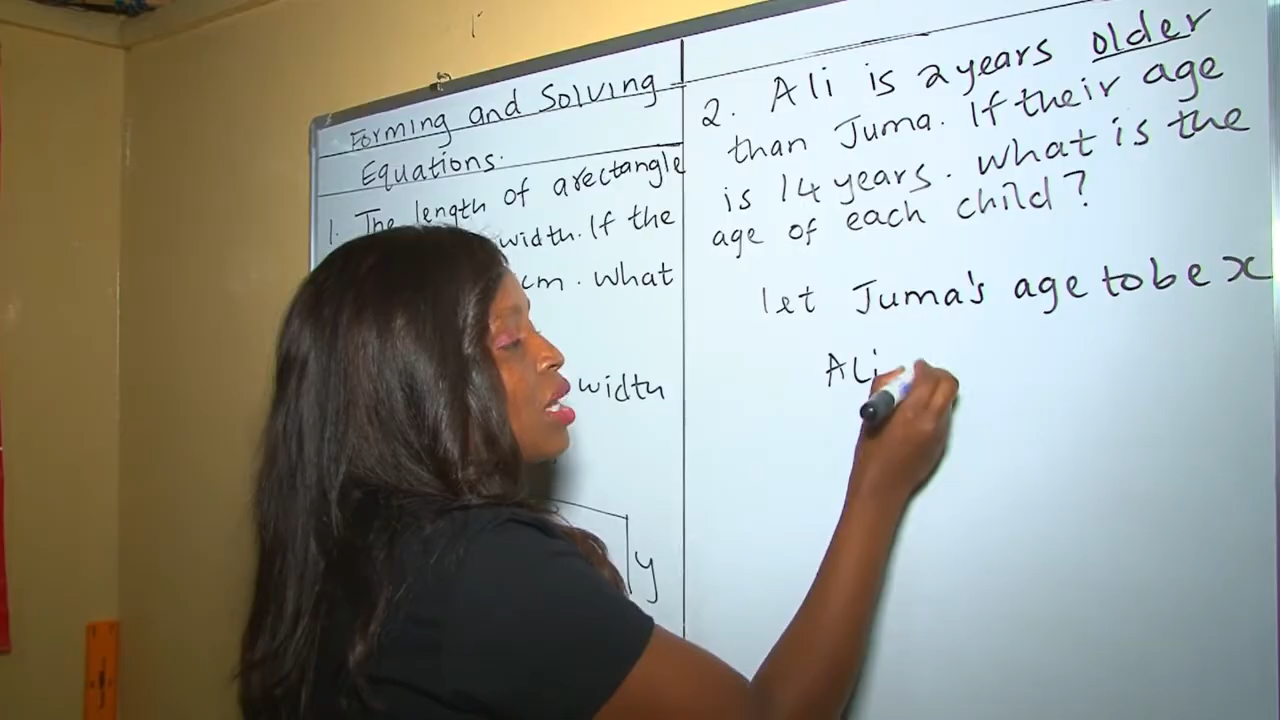 Forming and Solving
Equations.
1. The length of a rectangle
width. If the
cm. What
width
y
2. Ali is 2 years older
than Juma. If their age
is 14 years. What is the
age of each child?
let Juma's age to be x
Ali